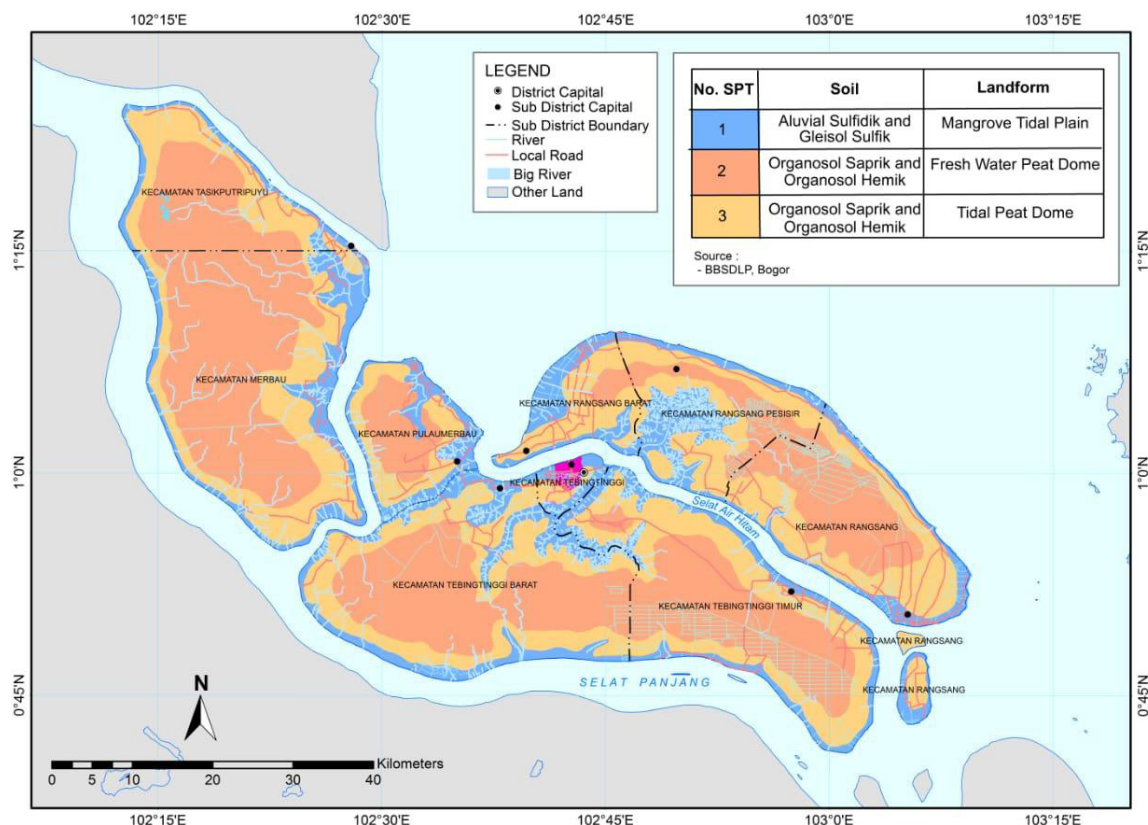 102°15'E 102°30'E 102°45'E 103°0'E 103°15'E
LEGEND
District Capital
Sub District Capital
Sub District Boundary
River
Local Road
Big River
Other Land
No. SPT Soil Landform
1 Aluvial Sulfidik and Gleisol Sulfik Mangrove Tidal Plain
2 Organosol Saprik and Organosol Hemik Fresh Water Peat Dome
3 Organosol Saprik and Organosol Hemik Tidal Peat Dome
Source :
- BBSDLP, Bogor
KECAMATAN TASIKPUTRIPUYU
1°15'N 1°15'N
KECAMATAN MERBAU
KECAMATAN RANGSANG BARAT
KECAMATAN RANGSANG PESISIR
KECAMATAN PULAUMERBAU
1°0'N 1°0'N
KECAMATAN TEBINGTINGGI
Selat Air Hitam
KECAMATAN RANGSANG
KECAMATAN TEBINGTINGGI BARAT
KECAMATAN TEBINGTINGGI TIMUR
KECAMATAN RANGSANG
SELAT PANJANG
KECAMATAN RANGSANG
0°45'N 0°45'N
N
Kilometers
0 5 10 20 30 40
102°15'E 102°30'E 102°45'E 103°0'E 103°15'E